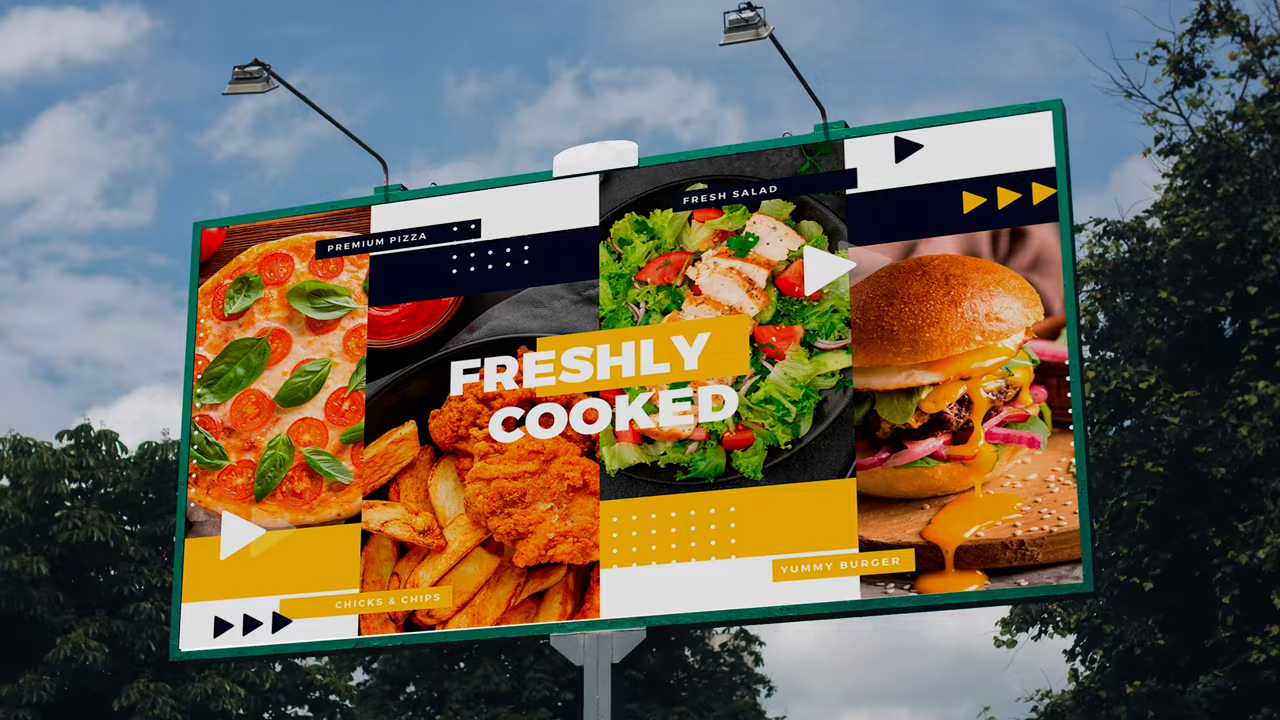 PREMIUM PIZZA
FRESH SALAD
FRESHLY
COOKED
CHICKS & CHIPS
YUMMY BURGER